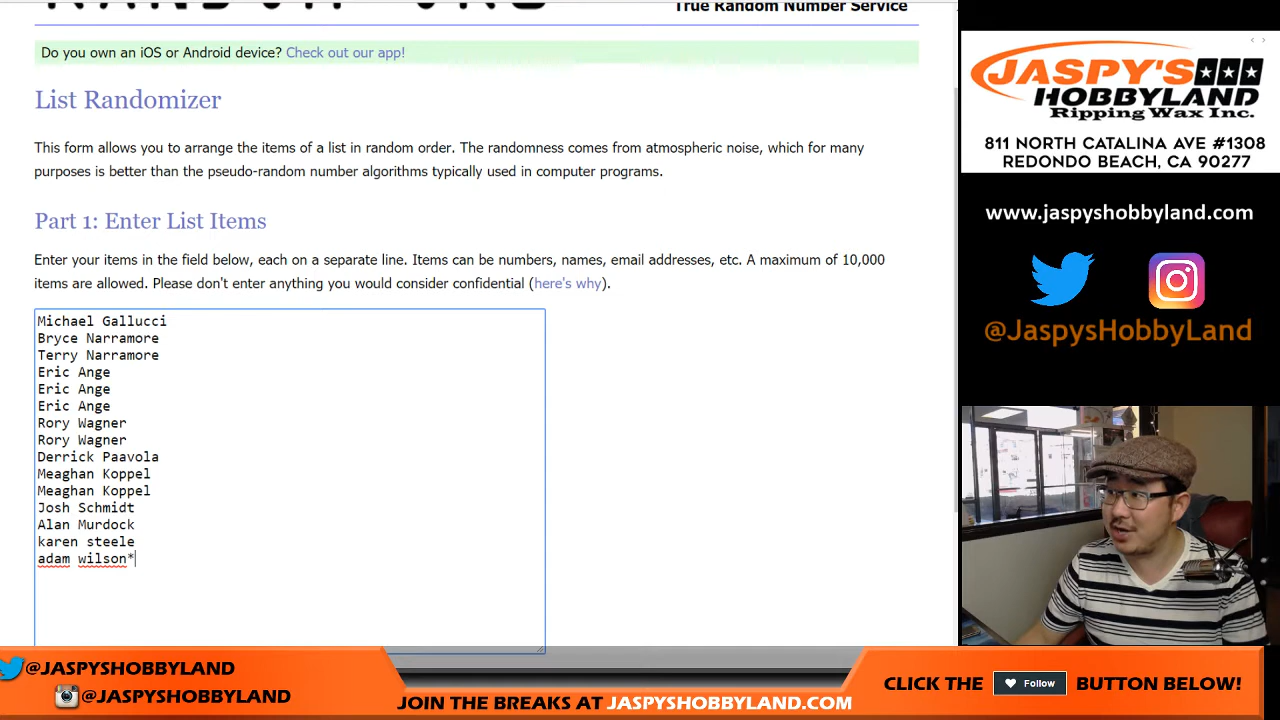 RANDOM ORG
True Random Number Service
Do you own an iOS or Android device? Check out our app!
List Randomizer
This form allows you to arrange the items of a list in random order. The randomness comes from atmospheric noise, which for many
purposes is better than the pseudo-random number algorithms typically used in computer programs.
Part 1: Enter List Items
Enter your items in the field below, each on a separate line. Items can be numbers, names, email addresses, etc. A maximum of 10,000
items are allowed. Please don't enter anything you would consider confidential (here's why).
Michael Gallucci
Bryce Narramore
Terry Narramore
Eric Ange
Eric Ange
Eric Ange
Rory Wagner
Rory Wagner
Derrick Paavola
Meaghan Koppel
Meaghan Koppel
Josh Schmidt
Alan Murdock
karen steele
adam wilson*
JASPY'S
HOBBYLAND
Ripping Wax Inc.
811 NORTH CATALINA AVE #1308
REDONDO BEACH, CA 90277
www.jaspyshobbyland.com
@JaspysHobbyLand
@JASPYSHOBBYLAND
@JASPYSHOBBYLAND
JOIN THE BREAKS AT JASPYSHOBBYLAND.COM
CLICK THE Follow BUTTON BELOW!